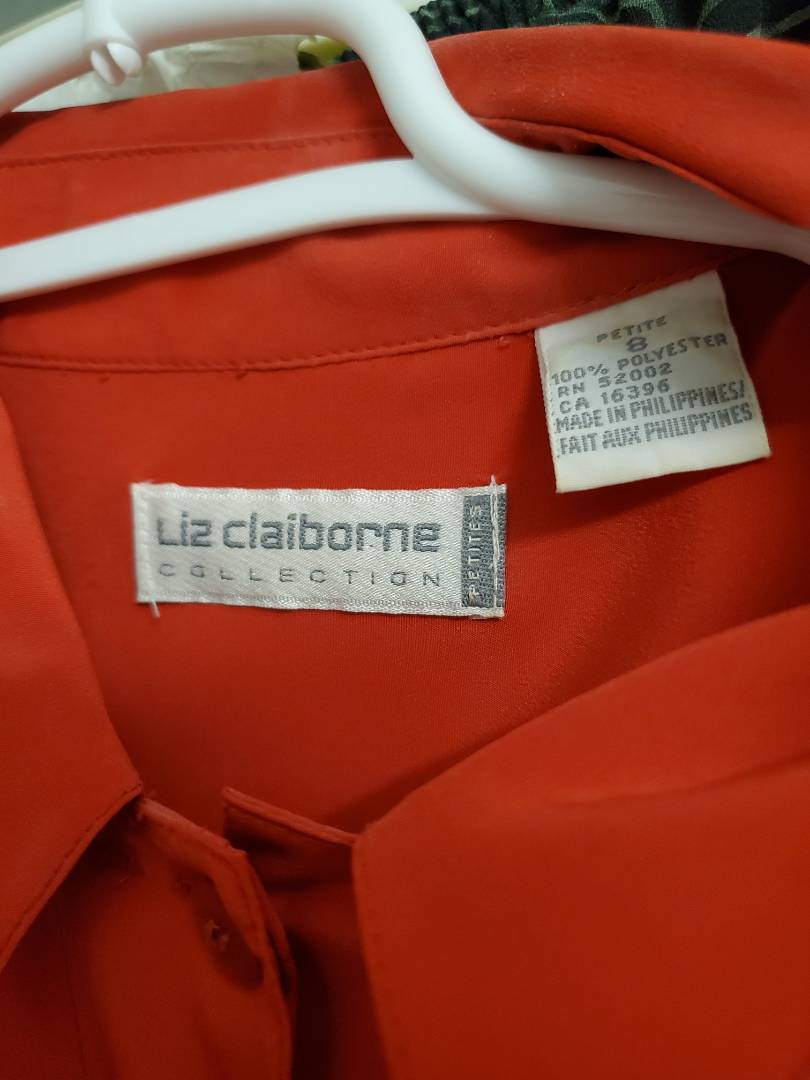 PETITE
8
100% POLYESTER
RN 52002
CA 16396
MADE IN PHILIPPINES/
FAIT AUX PHILIPPINES
Liz claiborne
COLLECTION
PETITES